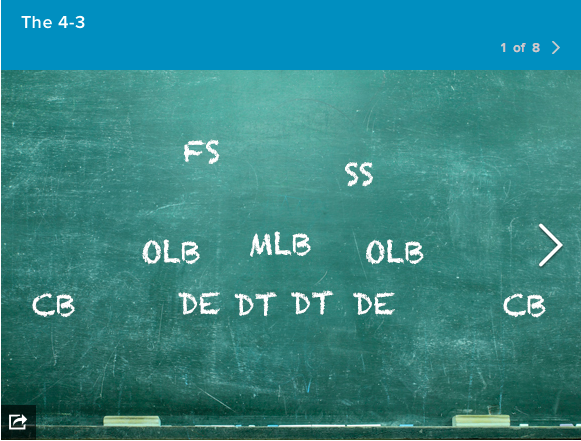 The 4-3
1 of 8
FS
SS
OLB MLB OLB
CB DE DT DT DE CB